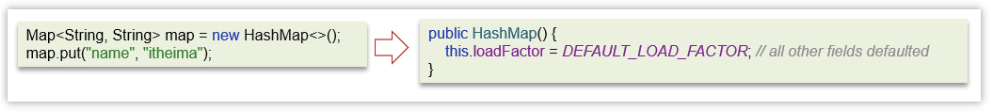 Map<String, String> map = new HashMap<>();
map.put("name", "itheima");
public HashMap() {
this.loadFactor = DEFAULT_LOAD_FACTOR; // all other fields defaulted
}